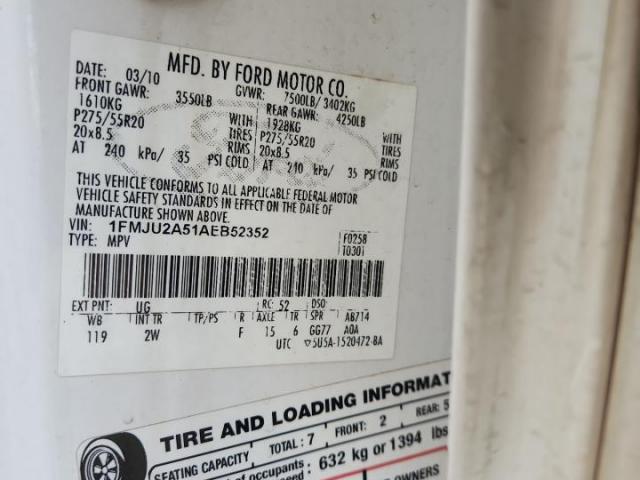 MFD. BY FORD MOTOR CO.
DATE: 03/10 GVWR: 7500LB/ 3402KG
FRONT GAWR: 3550LB REAR GAWR: 4250LB
1610KG WITH 1928KG WITH
P275/55R20 TIRES P275/55R20 TIRES
20x8.5 RIMS 20x8.5 RIMS
AT 240 kPa/ 35 PSI COLD AT 240 kPa/ 35 PSI COLD
THIS VEHICLE CONFORMS TO ALL APPLICABLE FEDERAL MOTOR
VEHICLE SAFETY STANDARDS IN EFFECT ON THE DATE OF
MANUFACTURE SHOWN ABOVE.
VIN: 1FMJU2A51AEB52352 F0258
TYPE: MPV T0301
EXT PNT: UG RC: 52 DSO:
WB INT TR TP/PS R AXLE TR SPR AB714
119 2W F 15 6 GG77 A0A
UTC 5U5A-1520472-BA
TIRE AND LOADING INFORMAT
SEATING CAPACITY TOTAL: 7 FRONT: 2 REAR: 5
of occupants 632 kg or 1394 lbs
exceed
OWNERS